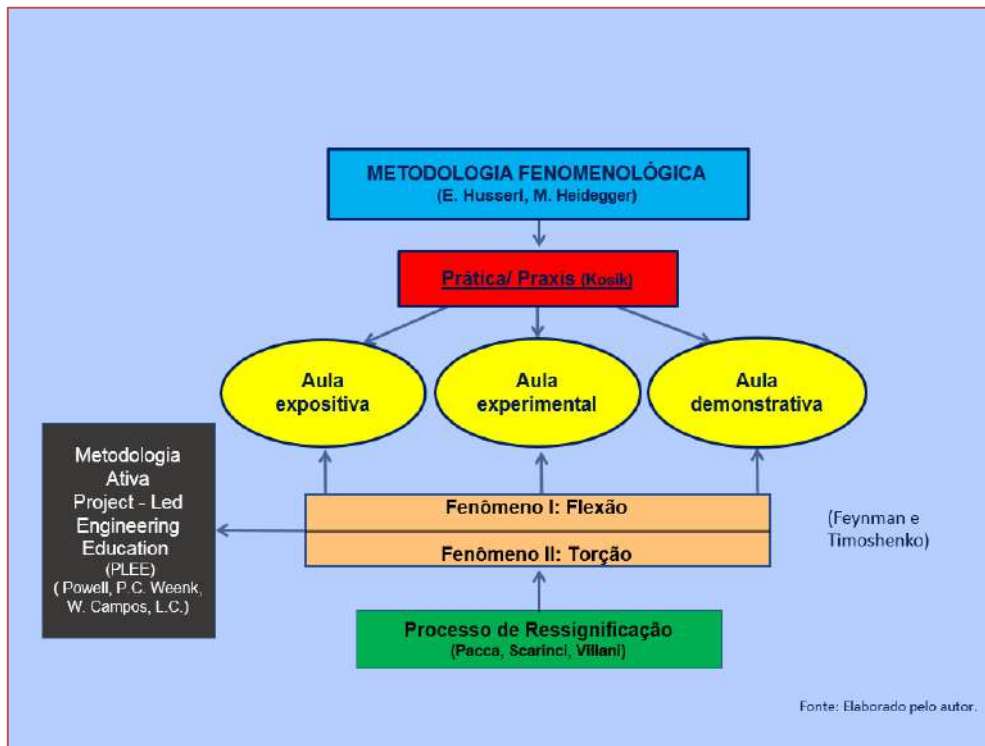 METODOLOGIA FENOMENOLÓGICA
(E. Husserl, M. Heidegger)
Prática/ Praxis (Kosik)
Aula
expositiva
Aula
experimental
Aula
demonstrativa
Metodologia
Ativa
Project - Led
Engineering
Education
(PLEE)
( Powell, P.C. Weenk,
W. Campos, L.C.)
Fenômeno I: Flexão
Fenômeno II: Torção
(Feynman e
Timoshenko)
Processo de Ressignificação
(Pacca, Scarinci, Villani)
Fonte: Elaborado pelo autor.